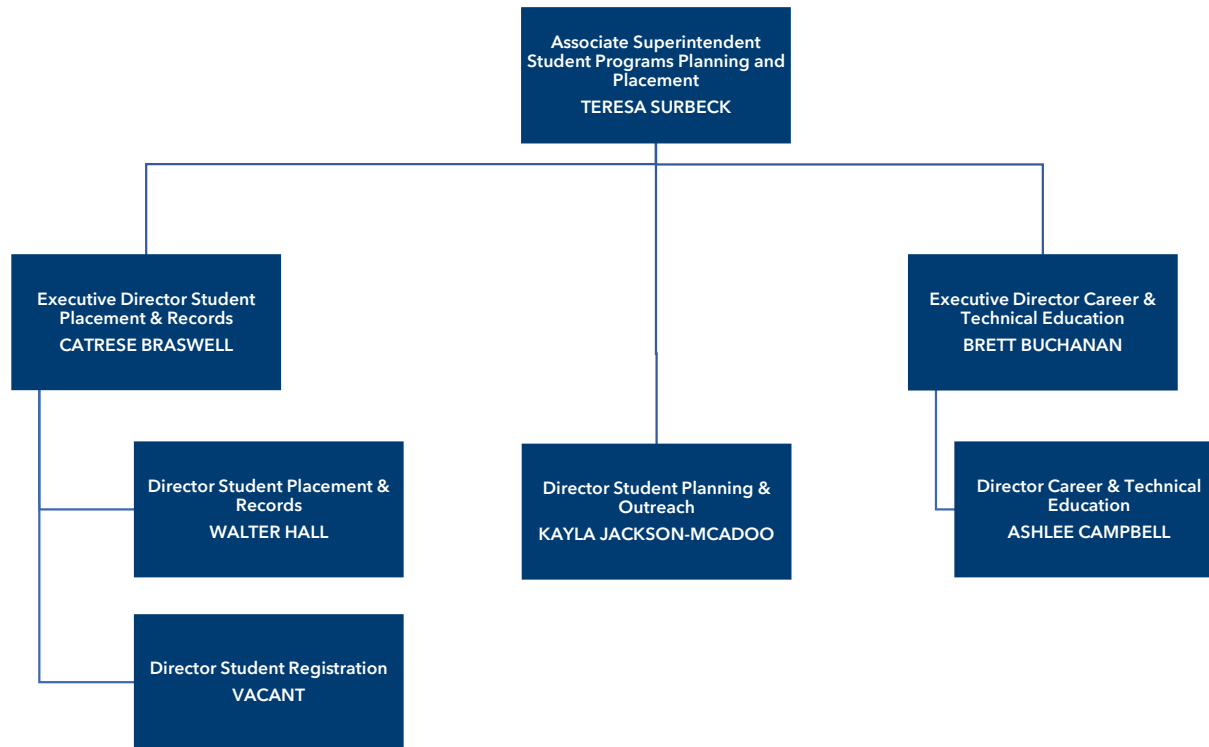 Associate Superintendent
Student Programs Planning and
Placement
TERESA SURBECK
Executive Director Student
Placement & Records
CATRESE BRASWELL
Executive Director Career &
Technical Education
BRETT BUCHANAN
Director Student Placement &
Records
WALTER HALL
Director Student Planning &
Outreach
KAYLA JACKSON-MCADOO
Director Career & Technical
Education
ASHLEE CAMPBELL
Director Student Registration
VACANT